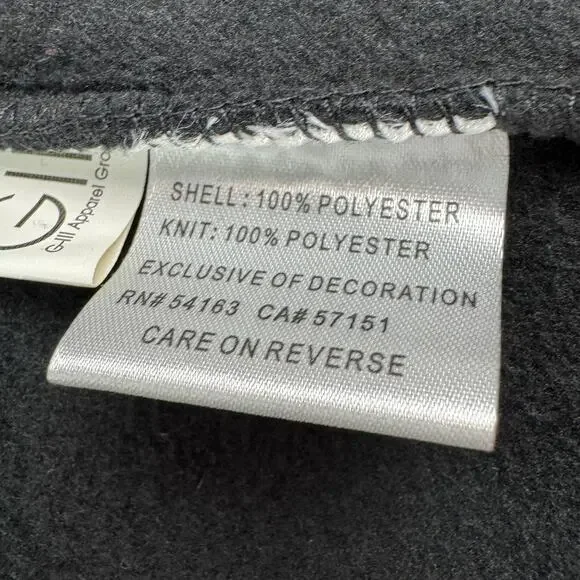 G-III Apparel Gro
SHELL: 100% POLYESTER
KNIT: 100% POLYESTER
EXCLUSIVE OF DECORATION
RN# 54163 CA# 57151
CARE ON REVERSE